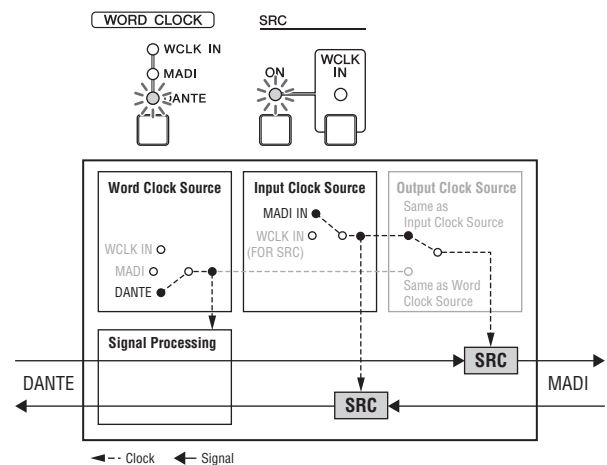 WORD CLOCK
SRC
WCLK IN
MADI
DANTE
ON
WCLK
IN
Word Clock Source
Input Clock Source
Output Clock Source
MADI IN
Same as
Input Clock Source
WCLK IN
WCLK IN
(FOR SRC)
MADI
DANTE
Same as Word
Clock Source
Signal Processing
SRC
DANTE
MADI
SRC
Clock
Signal